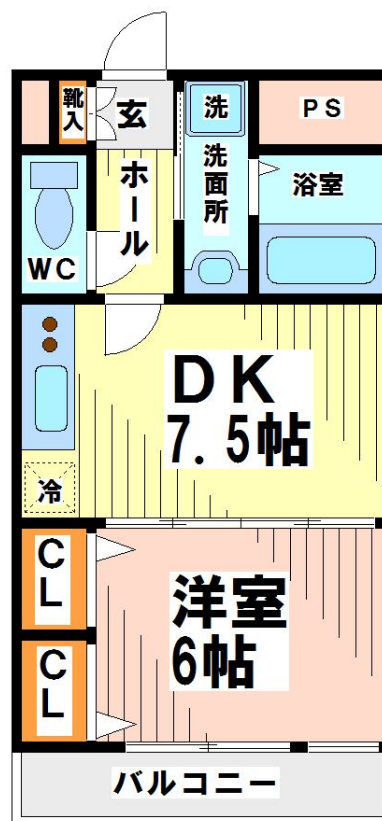 靴入
玄
洗
PS
ホール
洗面所
浴室
WC
DK
7.5帖
冷
CL
洋室
6帖
CL
バルコニー